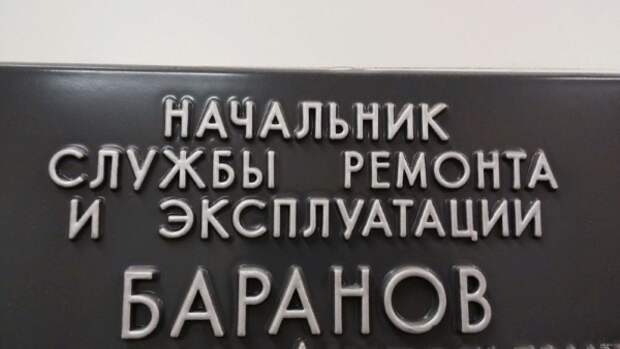 НАЧАЛЬНИК
СЛУЖБЫ РЕМОНТА
И ЭКСПЛУАТАЦИИ
БАРАНОВ